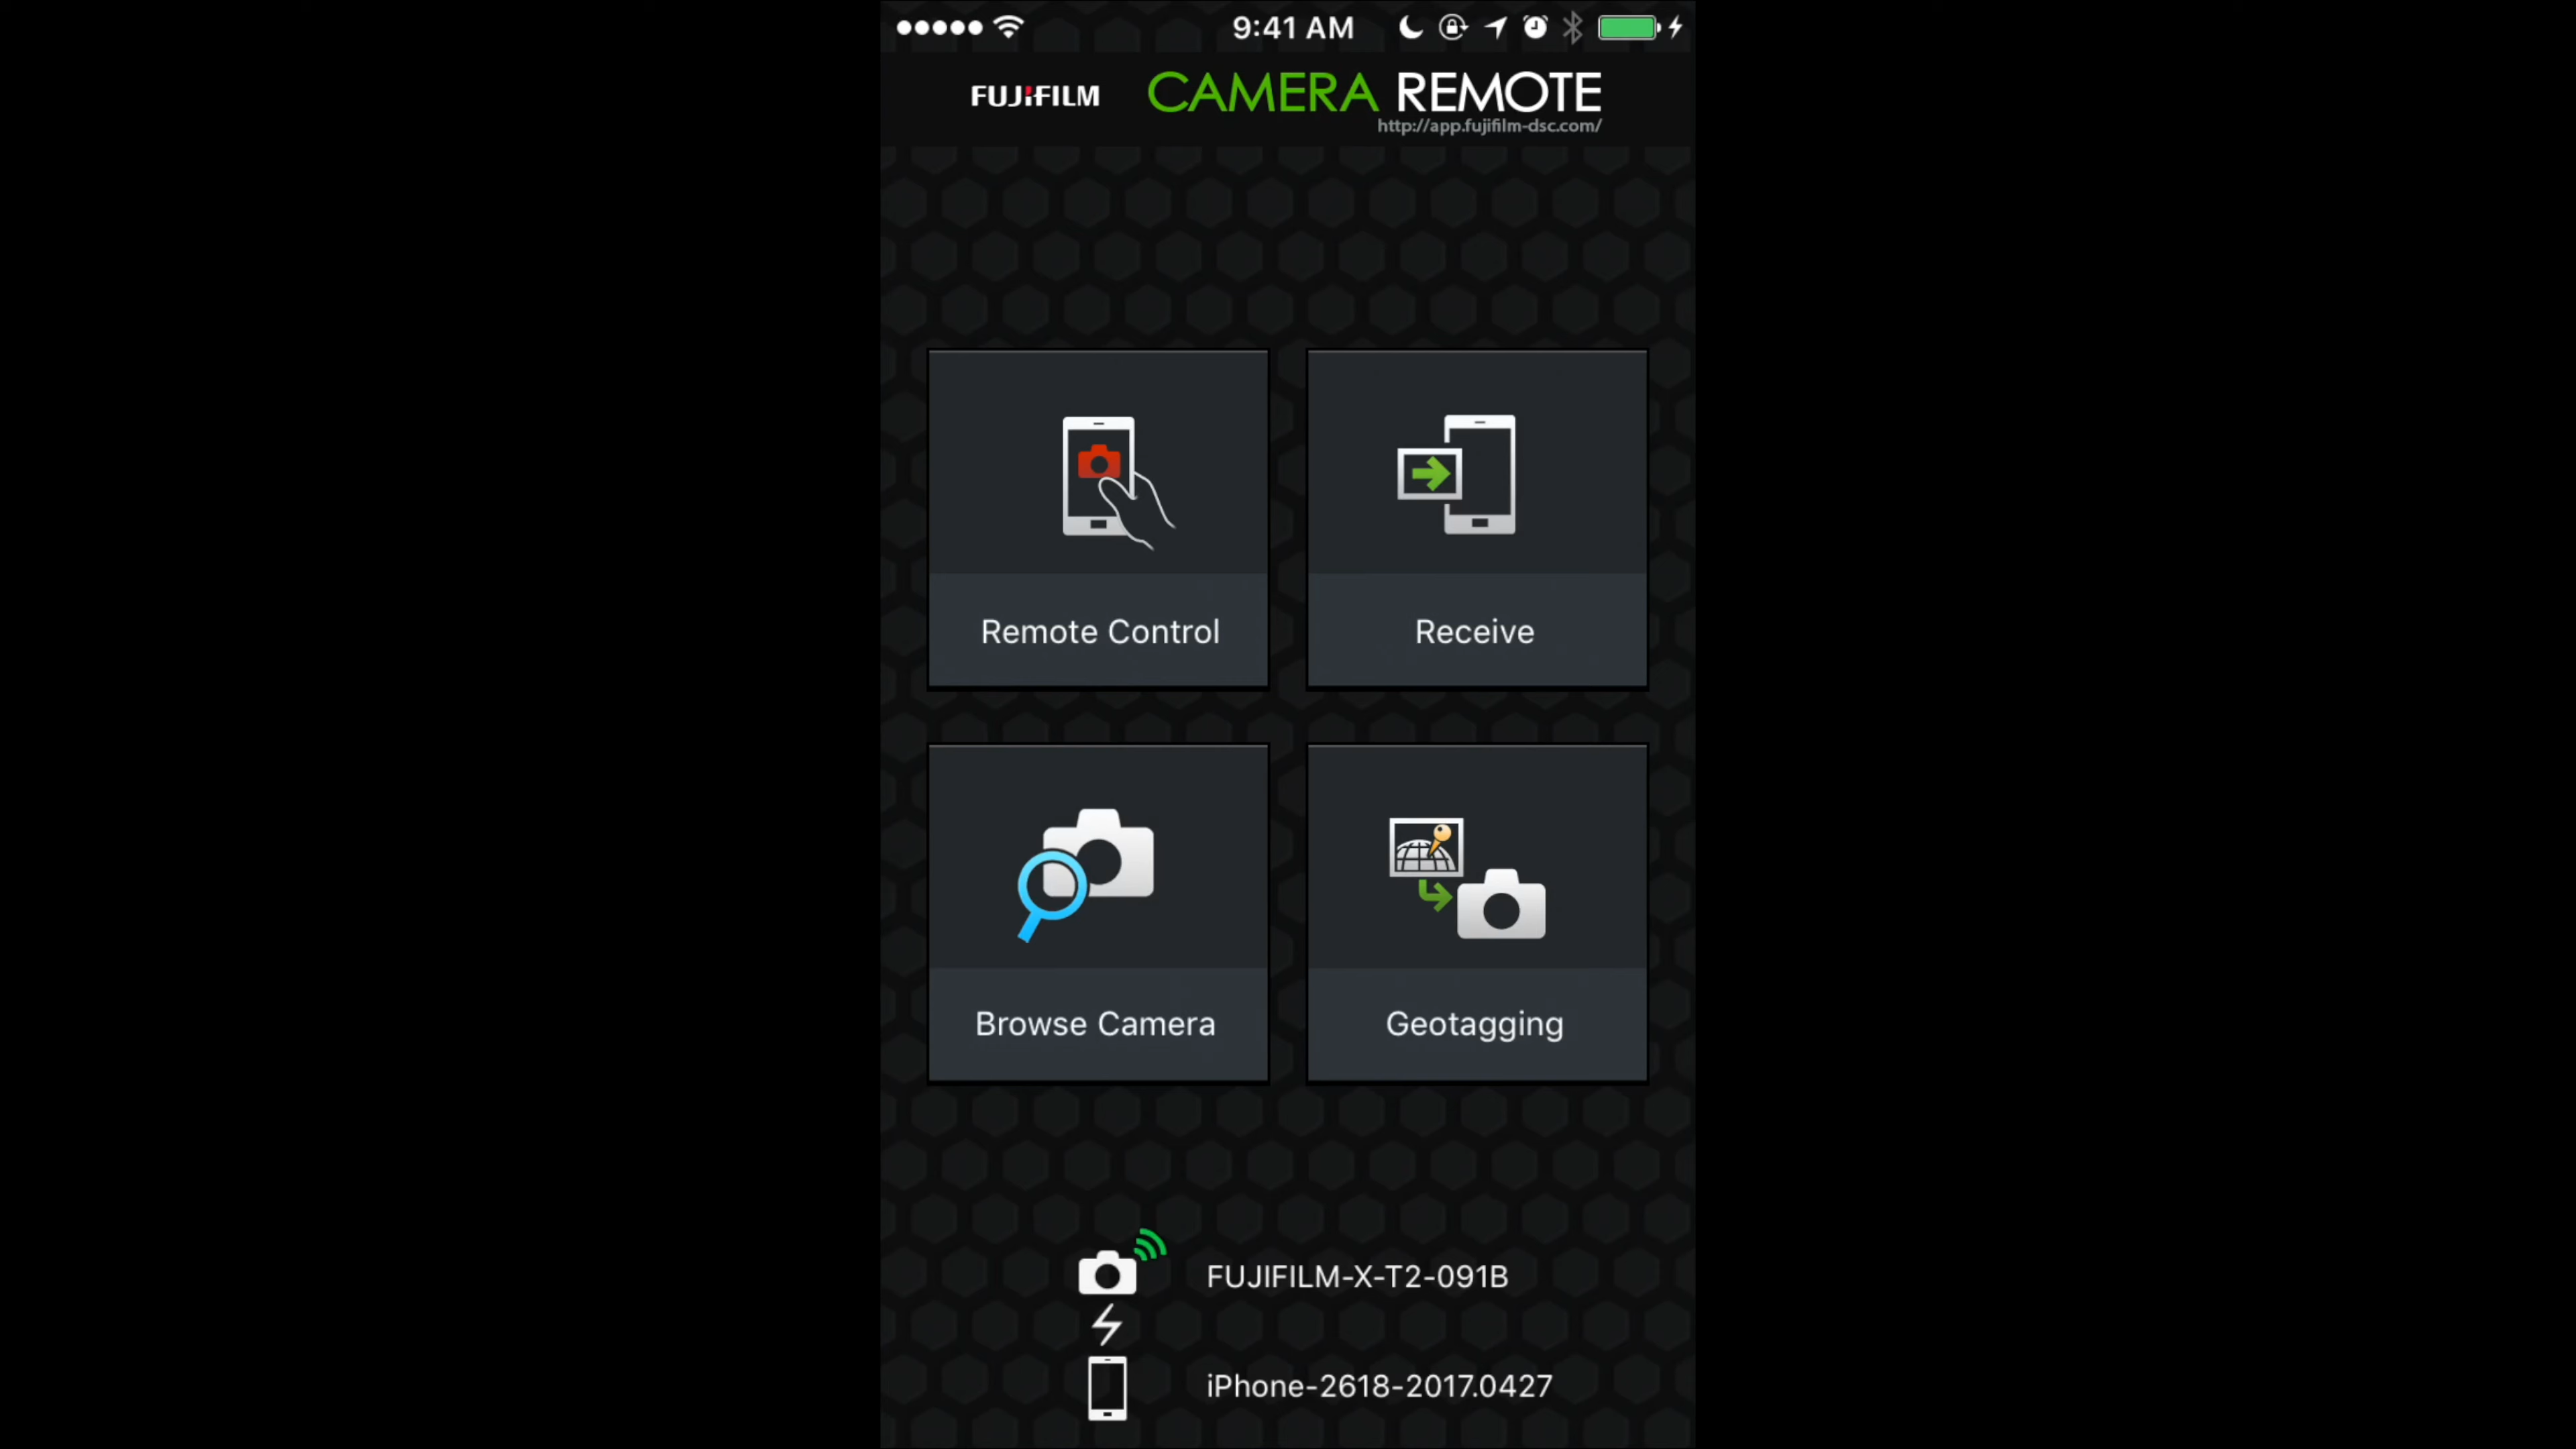 9:41 AM
FUJIFILM CAMERA REMOTE
http://app.fujifilm-dsc.com/
Remote Control
Receive
Browse Camera
Geotagging
FUJIFILM-X-T2-091B
iPhone-2618-2017.0427